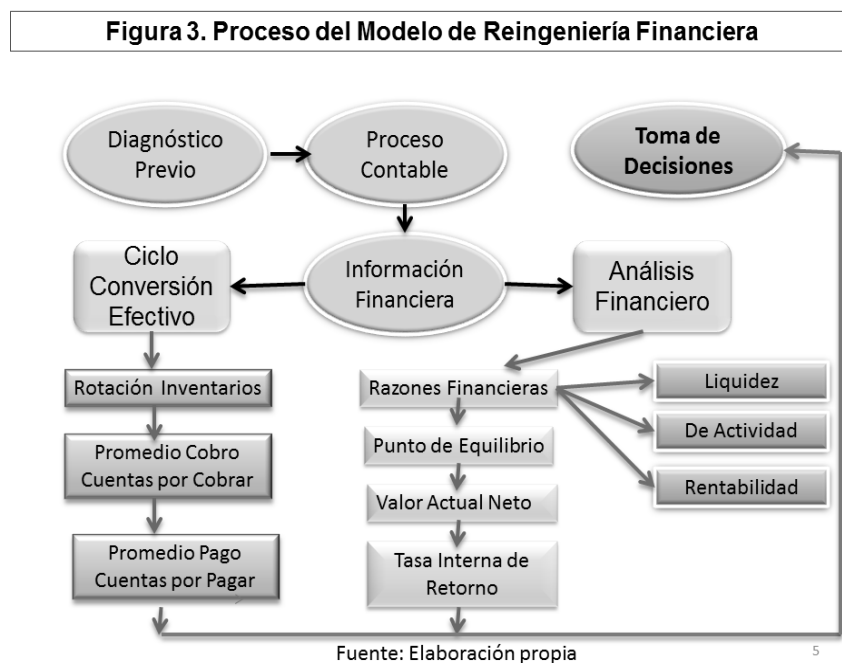 Figura 3. Proceso del Modelo de Reingeniería Financiera
Diagnóstico
Previo
Proceso
Contable
Toma de
Decisiones
Ciclo
Conversión
Efectivo
Información
Financiera
Análisis
Financiero
Rotación Inventarios
Promedio Cobro
Cuentas por Cobrar
Promedio Pago
Cuentas por Pagar
Razones Financieras
Punto de Equilibrio
Valor Actual Neto
Tasa Interna de
Retorno
Liquidez
De Actividad
Rentabilidad
Fuente: Elaboración propia
5